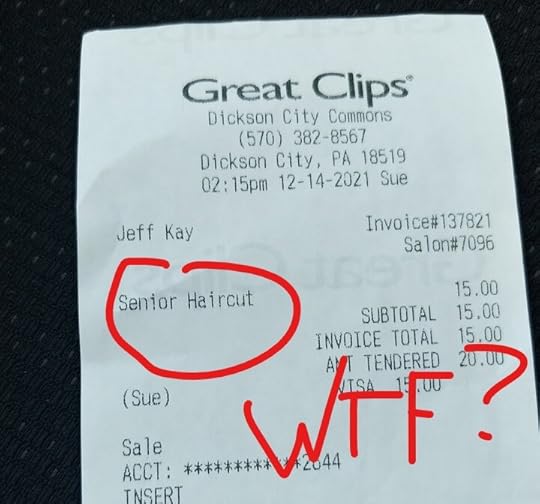 Great Clips®
Dickson City Commons
(570) 382-8567
Dickson City, PA 18519
02:15pm 12-14-2021 Sue
Jeff Kay Invoice#137821
Salon#7096
15.00
Senior Haircut
SUBTOTAL 15.00
INVOICE TOTAL 15.00
AMT TENDERED 20.00
VISA 15.00
(Sue)
WTF?
Sale
ACCT: ************2644
INSERT